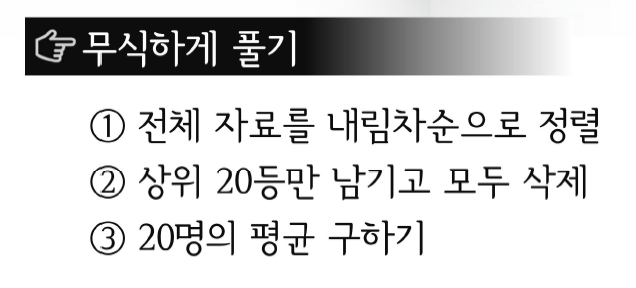 ☞ 무식하게 풀기
① 전체 자료를 내림차순으로 정렬
② 상위 20등만 남기고 모두 삭제
③ 20명의 평균 구하기